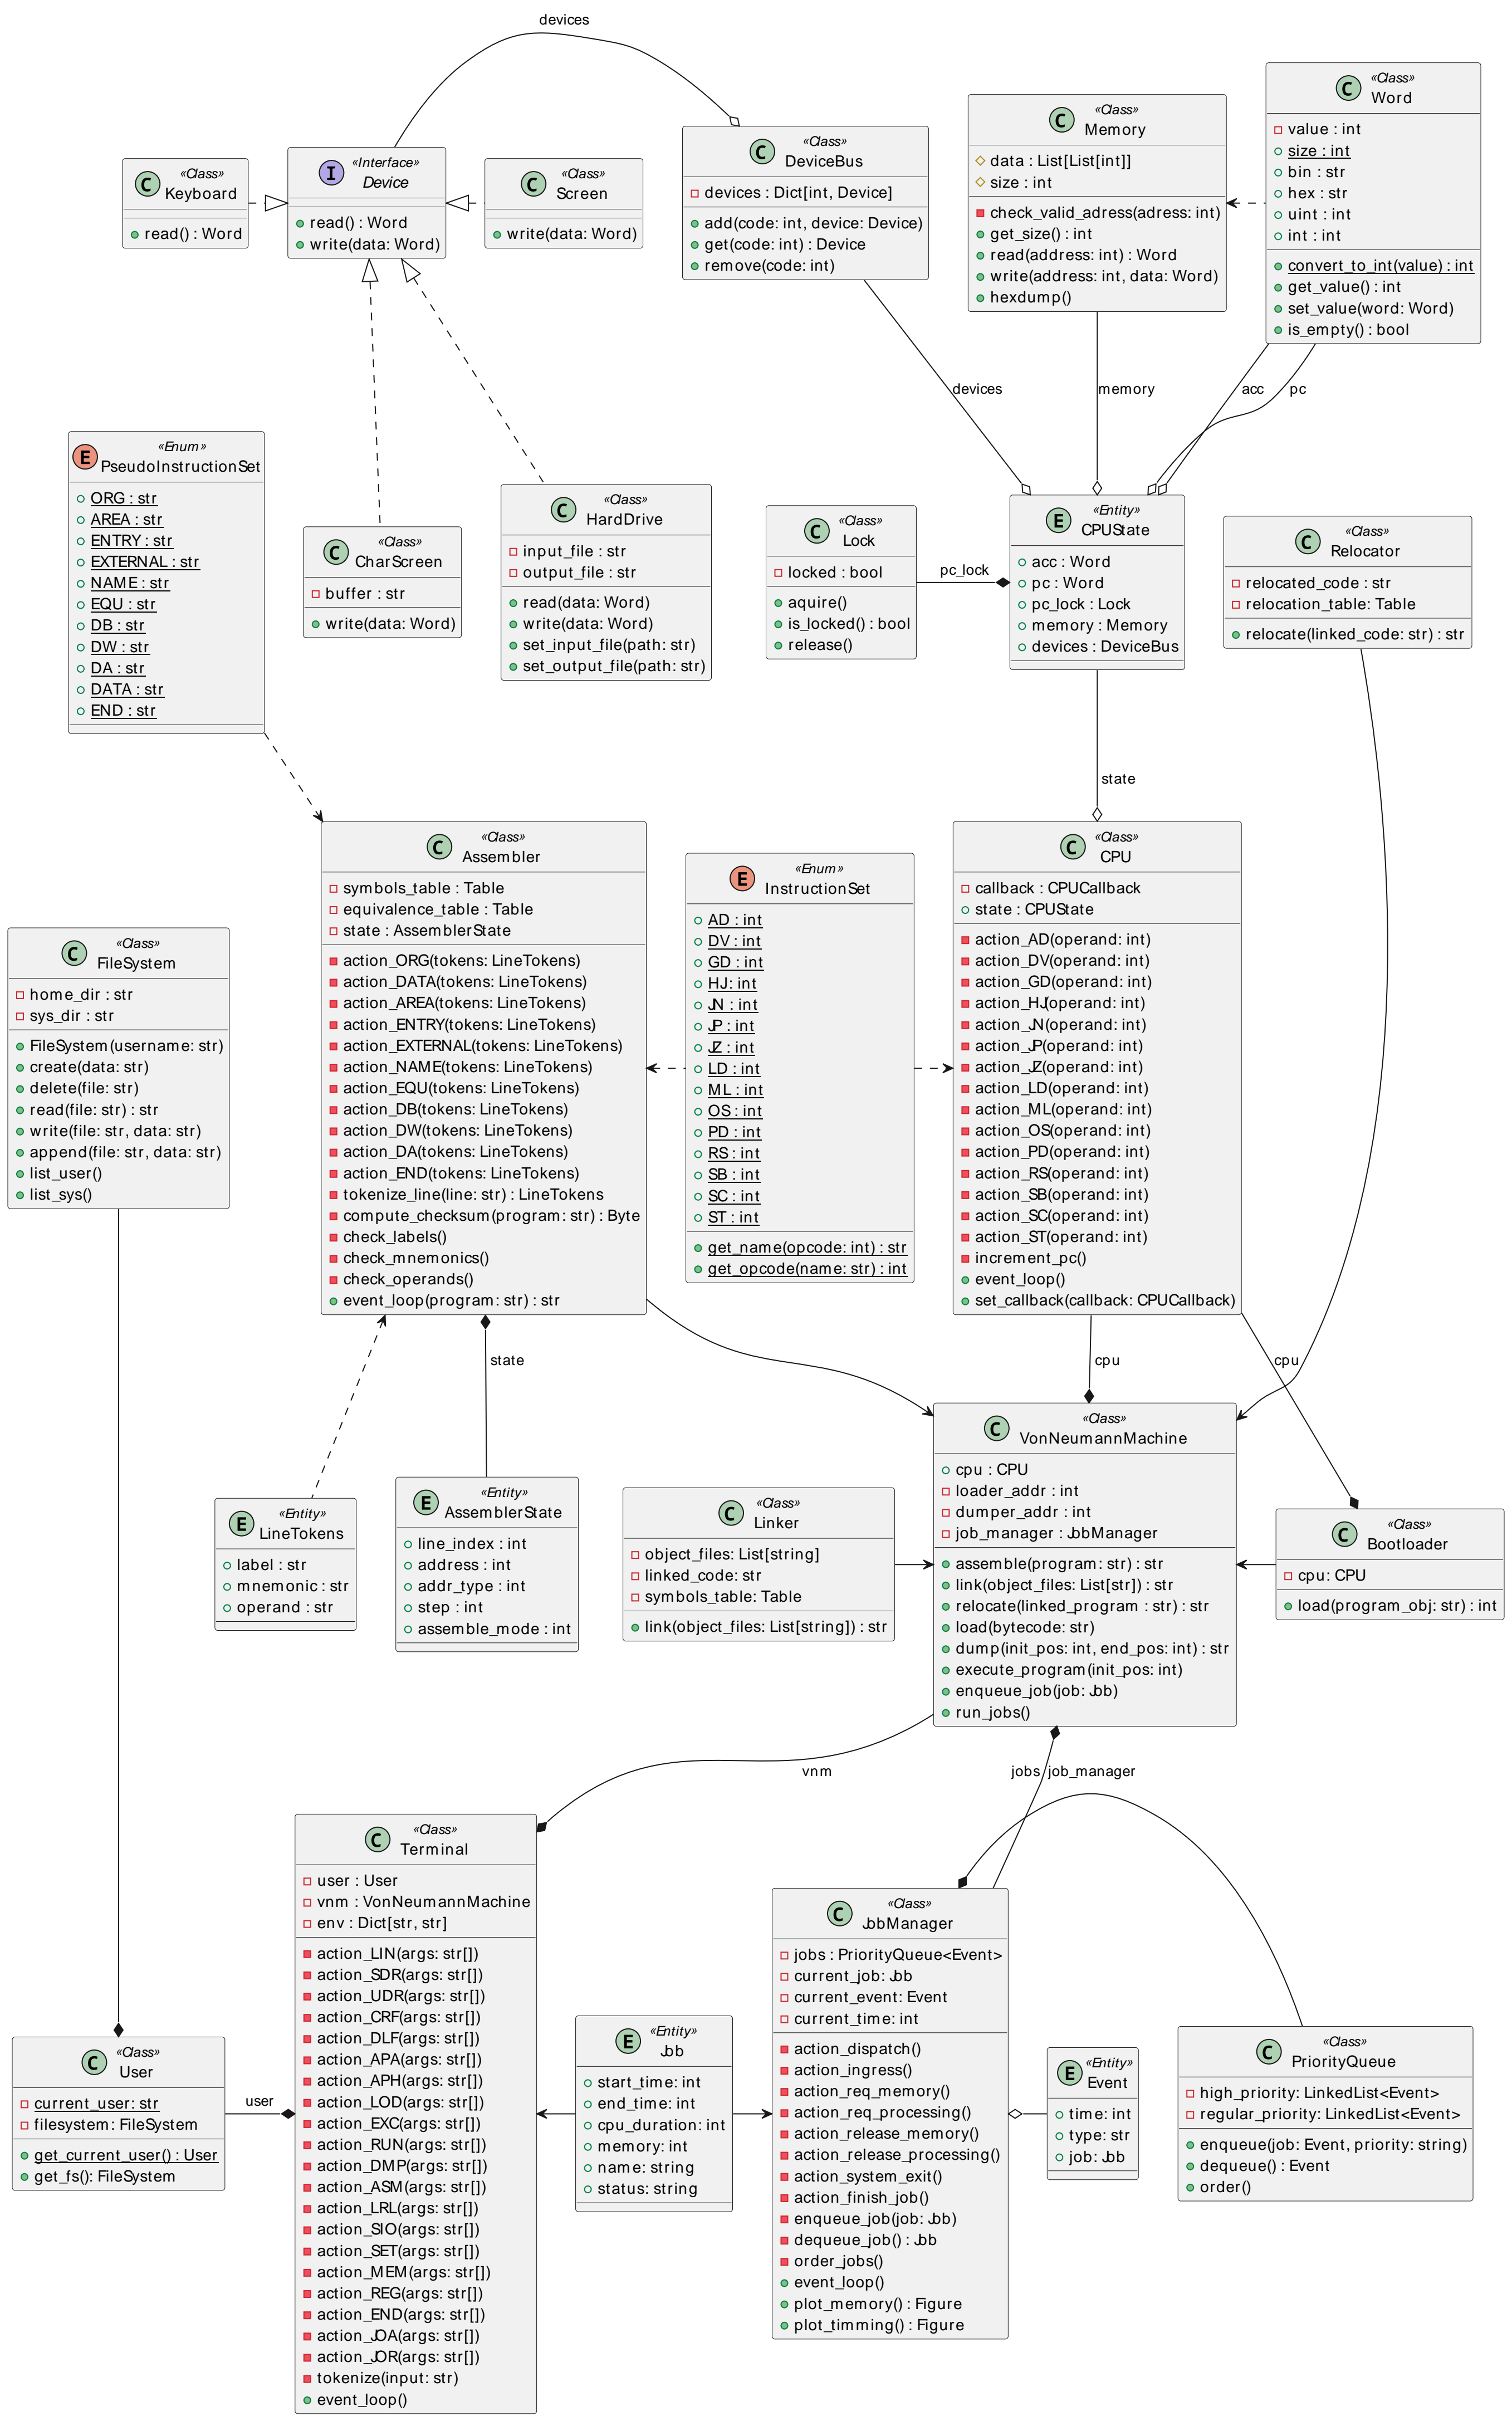 devices
C «Class» Keyboard
read() : Word
I «Interface» Device
read() : Word
write(data: Word)
C «Class» Screen
write(data: Word)
C «Class» DeviceBus
devices : Dict[int, Device]
add(code: int, device: Device)
get(code: int) : Device
remove(code: int)
C «Class» Memory
data : List[List[int]]
size : int
check_valid_adress(adress: int)
get_size() : int
read(address: int) : Word
write(address: int, data: Word)
hexdump()
C «Class» Word
value : int
size : int
bin : str
hex : str
uint : int
int : int
convert_to_int(value) : int
get_value() : int
set_value(word: Word)
is_empty() : bool
devices
memory
acc
pc
E «Enum» PseudoInstructionSet
ORG : str
AREA : str
ENTRY : str
EXTERNAL : str
NAME : str
EQU : str
DB : str
DW : str
DA : str
DATA : str
END : str
C «Class» CharScreen
buffer : str
write(data: Word)
C «Class» HardDrive
input_file : str
output_file : str
read(data: Word)
write(data: Word)
set_input_file(path: str)
set_output_file(path: str)
C «Class» Lock
locked : bool
aquire()
is_locked() : bool
release()
pc_lock
E «Entity» CPUState
acc : Word
pc : Word
pc_lock : Lock
memory : Memory
devices : DeviceBus
C «Class» Relocator
relocated_code : str
relocation_table: Table
relocate(linked_code: str) : str
state
C «Class» FileSystem
home_dir : str
sys_dir : str
FileSystem(username: str)
create(data: str)
delete(file: str)
read(file: str) : str
write(file: str, data: str)
append(file: str, data: str)
list_user()
list_sys()
C «Class» Assembler
symbols_table : Table
equivalence_table : Table
state : AssemblerState
action_ORG(tokens: LineTokens)
action_DATA(tokens: LineTokens)
action_AREA(tokens: LineTokens)
action_ENTRY(tokens: LineTokens)
action_EXTERNAL(tokens: LineTokens)
action_NAME(tokens: LineTokens)
action_EQU(tokens: LineTokens)
action_DB(tokens: LineTokens)
action_DW(tokens: LineTokens)
action_DA(tokens: LineTokens)
action_END(tokens: LineTokens)
tokenize_line(line: str) : LineTokens
compute_checksum(program: str) : Byte
check_labels()
check_mnemonics()
check_operands()
event_loop(program: str) : str
E «Enum» InstructionSet
AD : int
DV : int
GD : int
HJ: int
JN : int
JP : int
JZ : int
LD : int
ML : int
OS : int
PD : int
RS : int
SB : int
SC : int
ST : int
get_name(opcode: int) : str
get_opcode(name: str) : int
C «Class» CPU
callback : CPUCallback
state : CPUState
action_AD(operand: int)
action_DV(operand: int)
action_GD(operand: int)
action_HJ(operand: int)
action_JN(operand: int)
action_JP(operand: int)
action_JZ(operand: int)
action_LD(operand: int)
action_ML(operand: int)
action_OS(operand: int)
action_PD(operand: int)
action_RS(operand: int)
action_SB(operand: int)
action_SC(operand: int)
action_ST(operand: int)
increment_pc()
event_loop()
set_callback(callback: CPUCallback)
state
cpu
cpu
E «Entity» LineTokens
label : str
mnemonic : str
operand : str
E «Entity» AssemblerState
line_index : int
address : int
addr_type : int
step : int
assemble_mode : int
C «Class» Linker
object_files: List[string]
linked_code: str
symbols_table: Table
link(object_files: List[string]) : str
C «Class» VonNeumannMachine
cpu : CPU
loader_addr : int
dumper_addr : int
job_manager : JobManager
assemble(program: str) : str
link(object_files: List[str]) : str
relocate(linked_program : str) : str
load(bytecode: str)
dump(init_pos: int, end_pos: int) : str
execute_program(init_pos: int)
enqueue_job(job: Job)
run_jobs()
C «Class» Bootloader
cpu: CPU
load(program_obj: str) : int
vnm
jobs
job_manager
C «Class» User
current_user: str
filesystem: FileSystem
get_current_user() : User
get_fs(): FileSystem
user
C «Class» Terminal
user : User
vnm : VonNeumannMachine
env : Dict[str, str]
action_LIN(args: str[])
action_SDR(args: str[])
action_UDR(args: str[])
action_CRF(args: str[])
action_DLF(args: str[])
action_APA(args: str[])
action_APH(args: str[])
action_LOD(args: str[])
action_EXC(args: str[])
action_RUN(args: str[])
action_DMP(args: str[])
action_ASM(args: str[])
action_LRL(args: str[])
action_SIO(args: str[])
action_SET(args: str[])
action_MEM(args: str[])
action_REG(args: str[])
action_END(args: str[])
action_JOA(args: str[])
action_JOR(args: str[])
tokenize(input: str)
event_loop()
E «Entity» Job
start_time: int
end_time: int
cpu_duration: int
memory: int
name: string
status: string
C «Class» JobManager
jobs : PriorityQueue<Event>
current_job: Job
current_event: Event
current_time: int
action_dispatch()
action_ingress()
action_req_memory()
action_req_processing()
action_release_memory()
action_release_processing()
action_system_exit()
action_finish_job()
enqueue_job(job: Job)
dequeue_job() : Job
order_jobs()
event_loop()
plot_memory() : Figure
plot_timming() : Figure
E «Entity» Event
time: int
type: str
job: Job
C «Class» PriorityQueue
high_priority: LinkedList<Event>
regular_priority: LinkedList<Event>
enqueue(job: Event, priority: string)
dequeue() : Event
order()